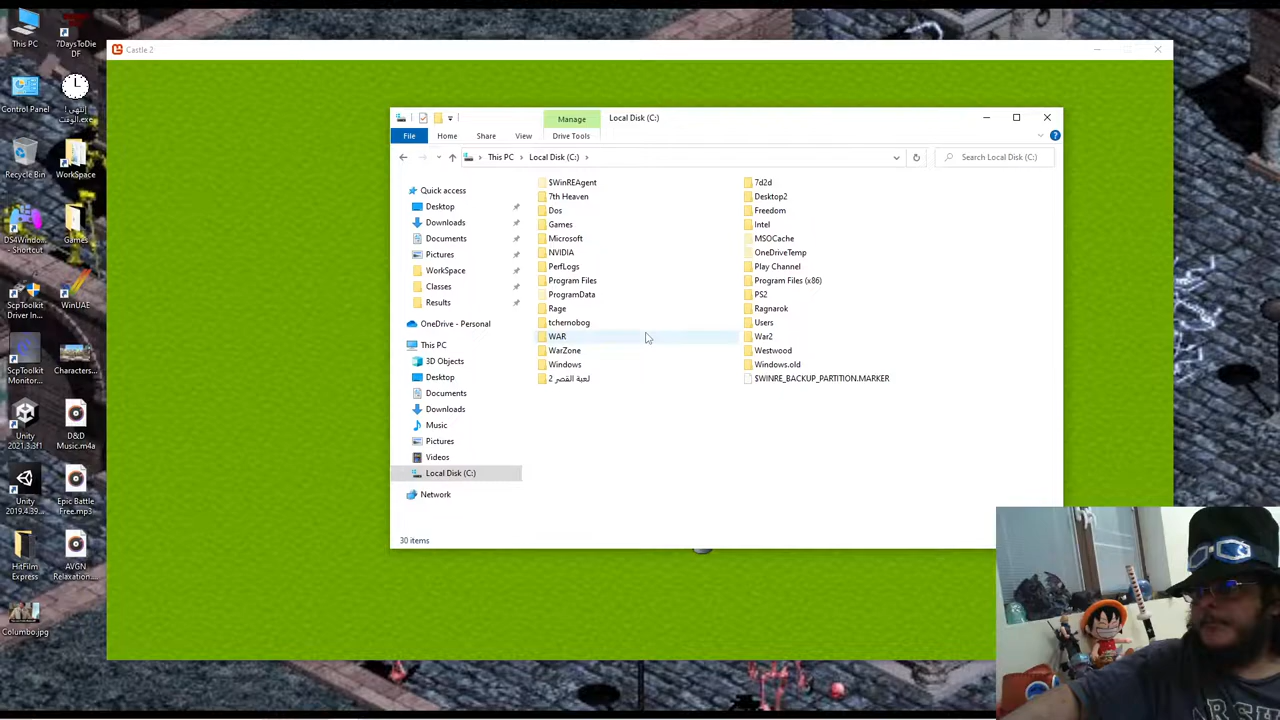 This PC
7DaysToDie
DF
Control Panel
إنتهى !
الوقت.exe
Recycle Bin
WorkSpace
DS4Window...
- Shortcut
Games
ScpToolkit
Driver In...
WinUAE
ScpToolkit
Monitor...
Characters...
Unity
2021.3.3f1
D&D
Music.m4a
Unity
2019.4.39...
Epic Battle
Free.mp3
HitFilm
Express
AVGN
Relaxation...
Columbo.jpg
Castle 2
Manage
Local Disk (C:)
File
Home
Share
View
Drive Tools
This PC
Local Disk (C:)
Search Local Disk (C:)
Quick access
Desktop
Downloads
Documents
Pictures
WorkSpace
Classes
Results
OneDrive - Personal
This PC
3D Objects
Desktop
Documents
Downloads
Music
Pictures
Videos
Local Disk (C:)
Network
$WinREAgent
7th Heaven
Dos
Games
Microsoft
NVIDIA
PerfLogs
Program Files
ProgramData
Rage
tchernobog
WAR
WarZone
Windows
لعبة القصر 2
7d2d
Desktop2
Freedom
Intel
MSOCache
OneDriveTemp
Play Channel
Program Files (x86)
PS2
Ragnarok
Users
War2
Westwood
Windows.old
$WINRE_BACKUP_PARTITION.MARKER
30 items